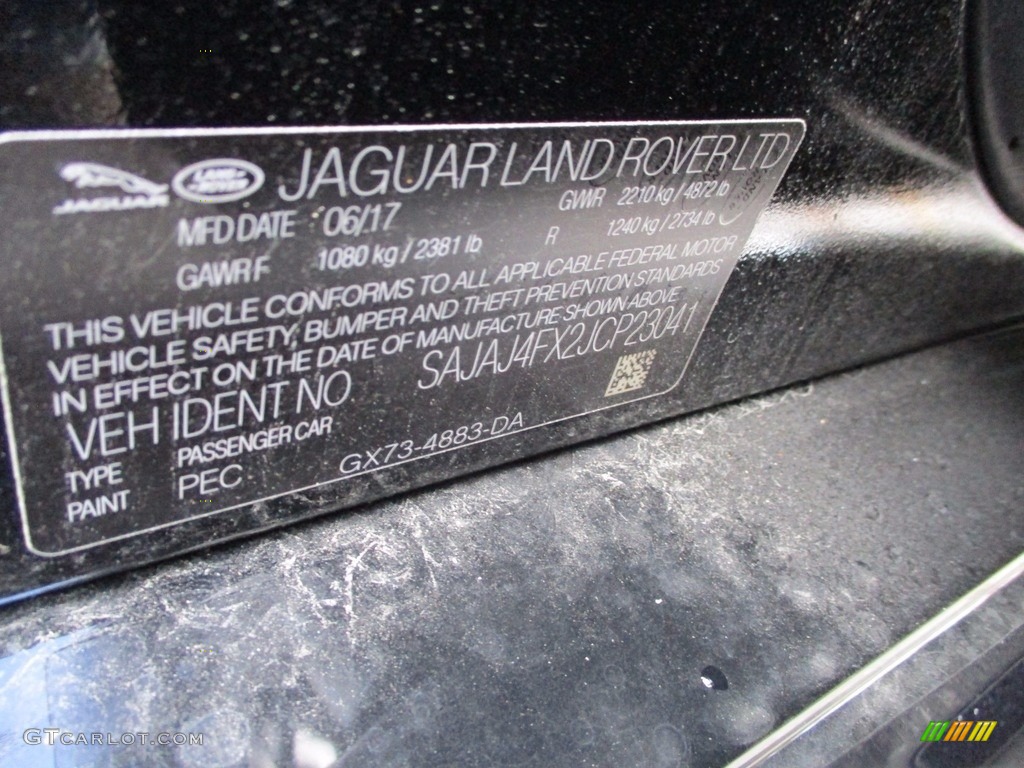 JAGUAR LAND-ROVER JAGUAR LAND ROVER LTD
MFD DATE 06/17 GWR 2210 kg / 4872 lb
GAWR F 1080 kg / 2381 lb R 1240 kg / 2734 lb
THIS VEHICLE CONFORMS TO ALL APPLICABLE FEDERAL MOTOR
VEHICLE SAFETY, BUMPER AND THEFT PREVENTION STANDARDS
IN EFFECT ON THE DATE OF MANUFACTURE SHOWN ABOVE
VEH IDENT NO SAJAJ4FX2JCP23041
TYPE PASSENGER CAR
PAINT PEC GX73-4883-DA
GTCARLOT.COM